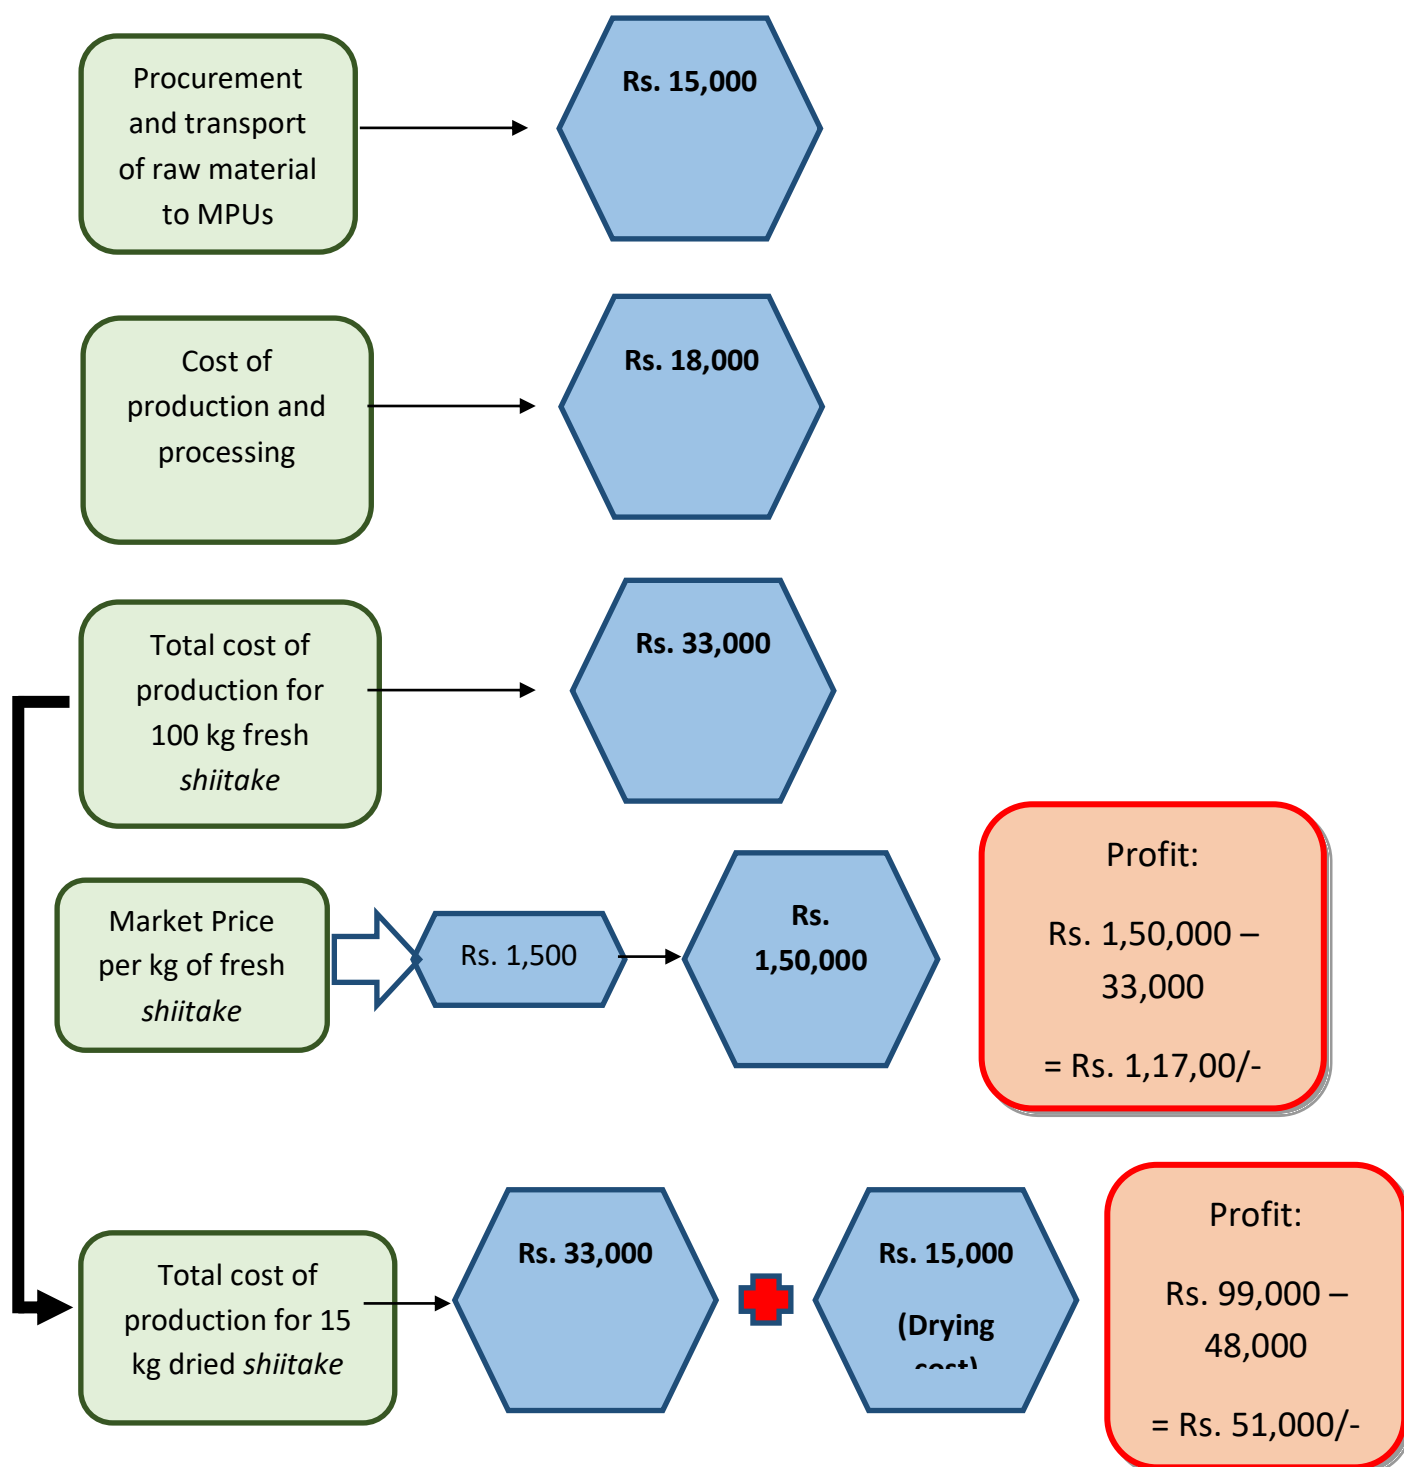 Procurement
and transport
of raw material
to MPUs
Rs. 15,000
Cost of
production and
processing
Rs. 18,000
Total cost of
production for
100 kg fresh
shiitake
Rs. 33,000
Market Price
per kg of fresh
shiitake
Rs. 1,500
Rs.
1,50,000
Profit:
Rs. 1,50,000 –
33,000
= Rs. 1,17,00/-
Total cost of
production for 15
kg dried shiitake
Rs. 33,000
Rs. 15,000
(Drying
cost)
Profit:
Rs. 99,000 –
48,000
= Rs. 51,000/-